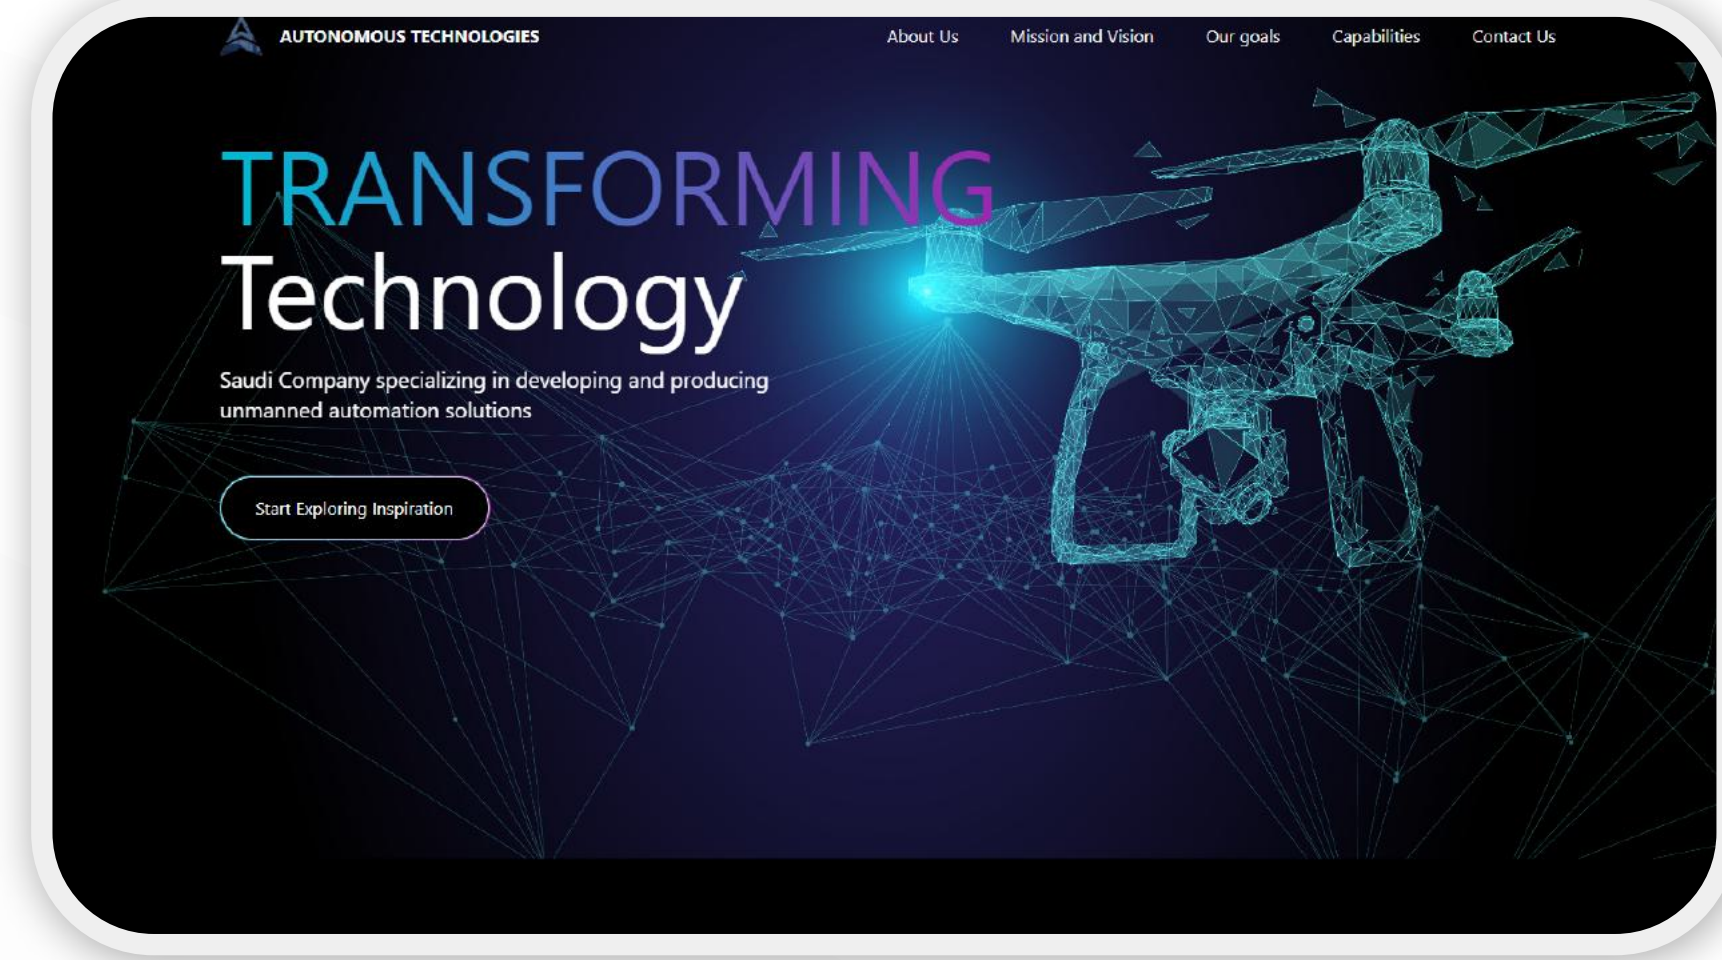 AUTONOMOUS TECHNOLOGIES
About Us
Mission and Vision
Our goals
Capabilities
Contact Us
TRANSFORMING
Technology
Saudi Company specializing in developing and producing
unmanned automation solutions
Start Exploring Inspiration